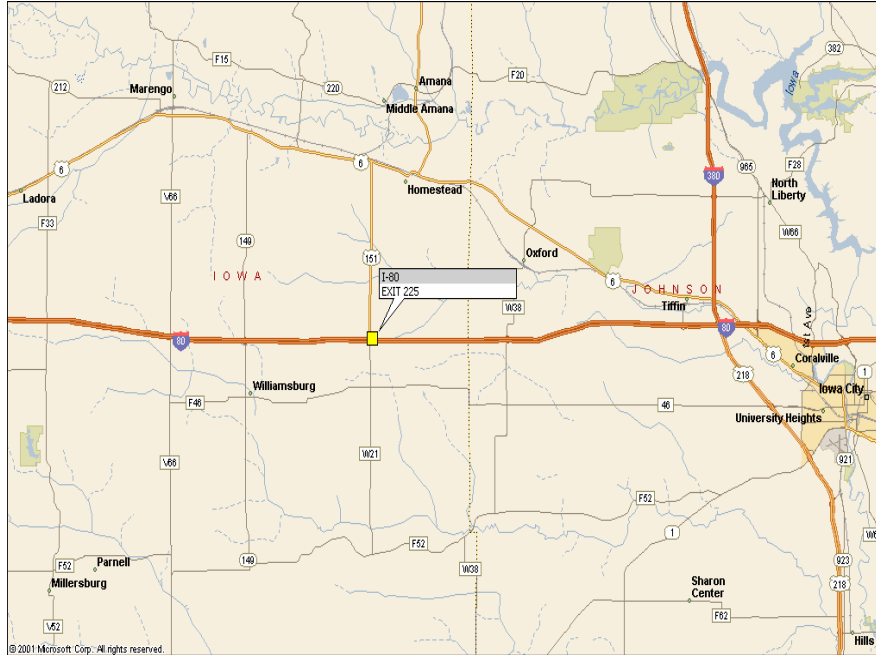 382
F15
Amana
F20
212
Marengo
220
Iowa
Middle Amana
965
F28
6
6
380
Ladora
V66
Homestead
North
Liberty
F33
W66
149
Oxford
151
I O W A
I-80
EXIT 225
6
J O H N S O N
Tiffin
W38
80
80
1st Ave
6
Coralville
218
1
Williamsburg
Iowa City
F46
46
University Heights
V66
W21
921
F52
1
F52
149
923
F52
Parnell
W38
Millersburg
Sharon
Center
218
F62
V52
Hills
© 2001 Microsoft Corp. All rights reserved.